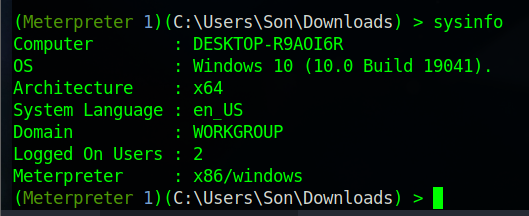 (Meterpreter 1)(C:\Users\Son\Downloads) > sysinfo
Computer        : DESKTOP-R9AOI6R
OS              : Windows 10 (10.0 Build 19041).
Architecture    : x64
System Language : en_US
Domain          : WORKGROUP
Logged On Users : 2
Meterpreter     : x86/windows
(Meterpreter 1)(C:\Users\Son\Downloads) >